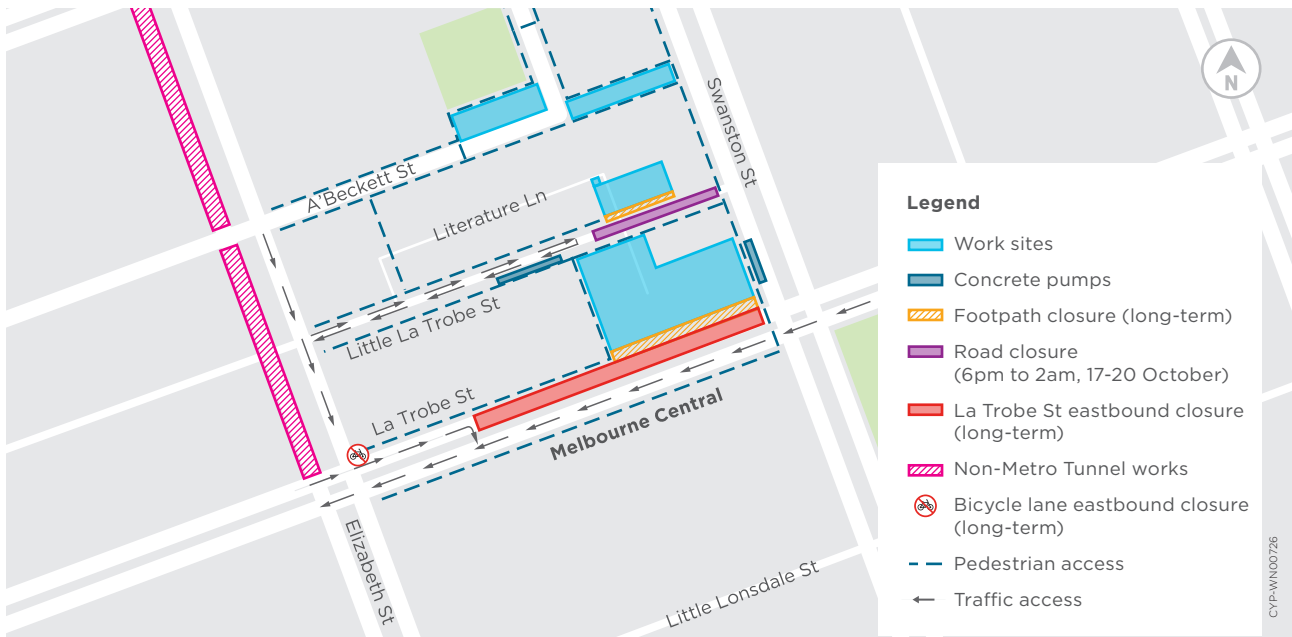 N
Swanston St
A'Beckett St
Literature Ln
Little La Trobe St
La Trobe St
Melbourne Central
Elizabeth St
Little Lonsdale St
Legend
Work sites
Concrete pumps
Footpath closure (long-term)
Road closure
(6pm to 2am, 17-20 October)
La Trobe St eastbound closure
(long-term)
Non-Metro Tunnel works
Bicycle lane eastbound closure
(long-term)
Pedestrian access
Traffic access
CYP-WN00726